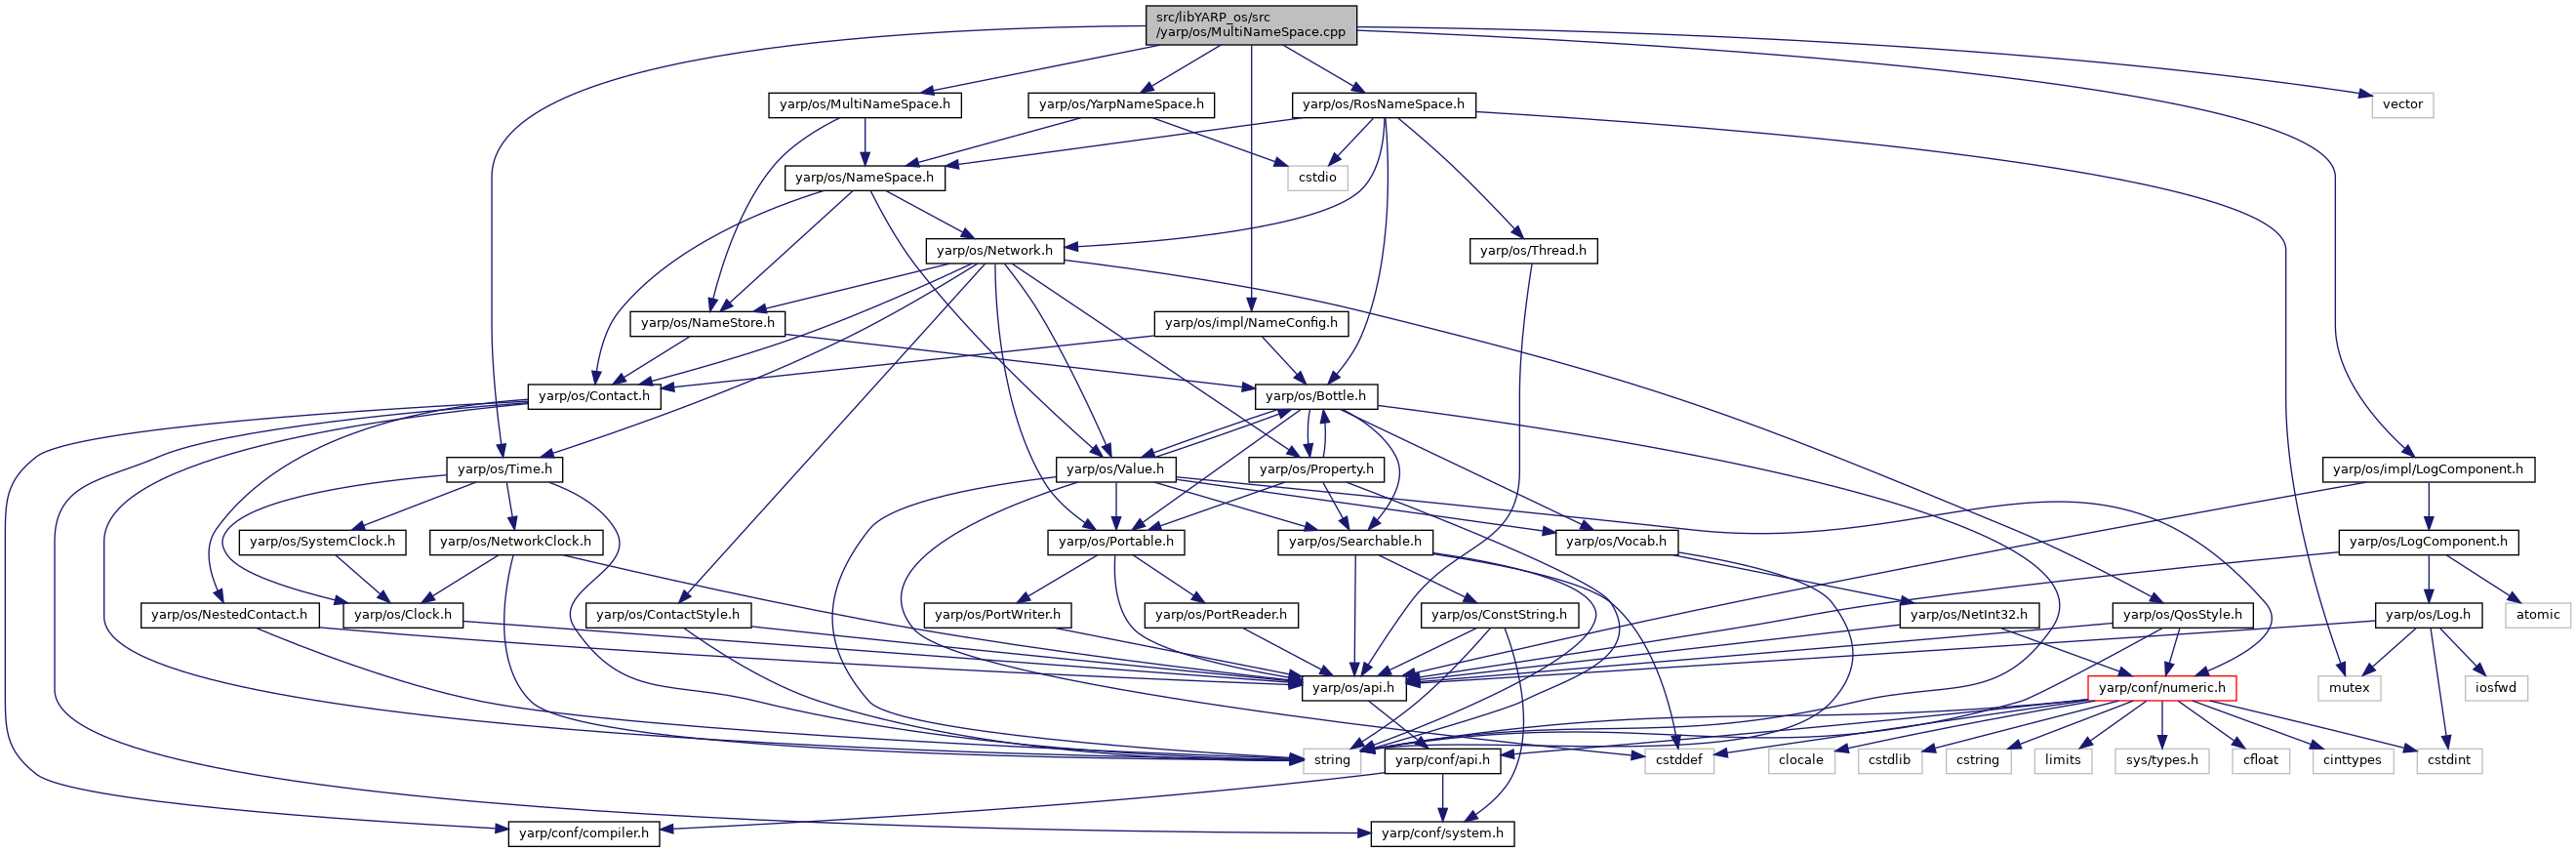 src/libYARP_os/src
/yarp/os/MultiNameSpace.cpp
yarp/os/MultiNameSpace.h
yarp/os/YarpNameSpace.h
yarp/os/RosNameSpace.h
vector
yarp/os/NameSpace.h
cstdio
yarp/os/Network.h
yarp/os/Thread.h
yarp/os/NameStore.h
yarp/os/impl/NameConfig.h
yarp/os/Contact.h
yarp/os/Bottle.h
yarp/os/Time.h
yarp/os/Value.h
yarp/os/Property.h
yarp/os/impl/LogComponent.h
yarp/os/SystemClock.h
yarp/os/NetworkClock.h
yarp/os/Portable.h
yarp/os/Searchable.h
yarp/os/Vocab.h
yarp/os/LogComponent.h
yarp/os/NestedContact.h
yarp/os/Clock.h
yarp/os/ContactStyle.h
yarp/os/PortWriter.h
yarp/os/PortReader.h
yarp/os/ConstString.h
yarp/os/NetInt32.h
yarp/os/QosStyle.h
yarp/os/Log.h
atomic
yarp/os/api.h
yarp/conf/numeric.h
mutex
iosfwd
string
yarp/conf/api.h
cstddef
clocale
cstdlib
cstring
limits
sys/types.h
cfloat
cinttypes
cstdint
yarp/conf/compiler.h
yarp/conf/system.h